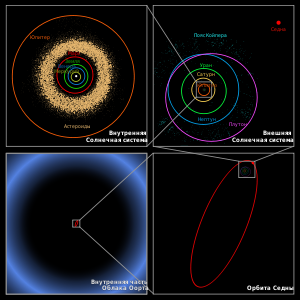 Юпитер
Астероиды
Внутренняя
Солнечная система
Пояс Койпера
Седна
Уран
Сатурн
Плутон
Нептун
Внешняя
Солнечная система
Внутренняя часть
Облака Оорта
Орбита Седны